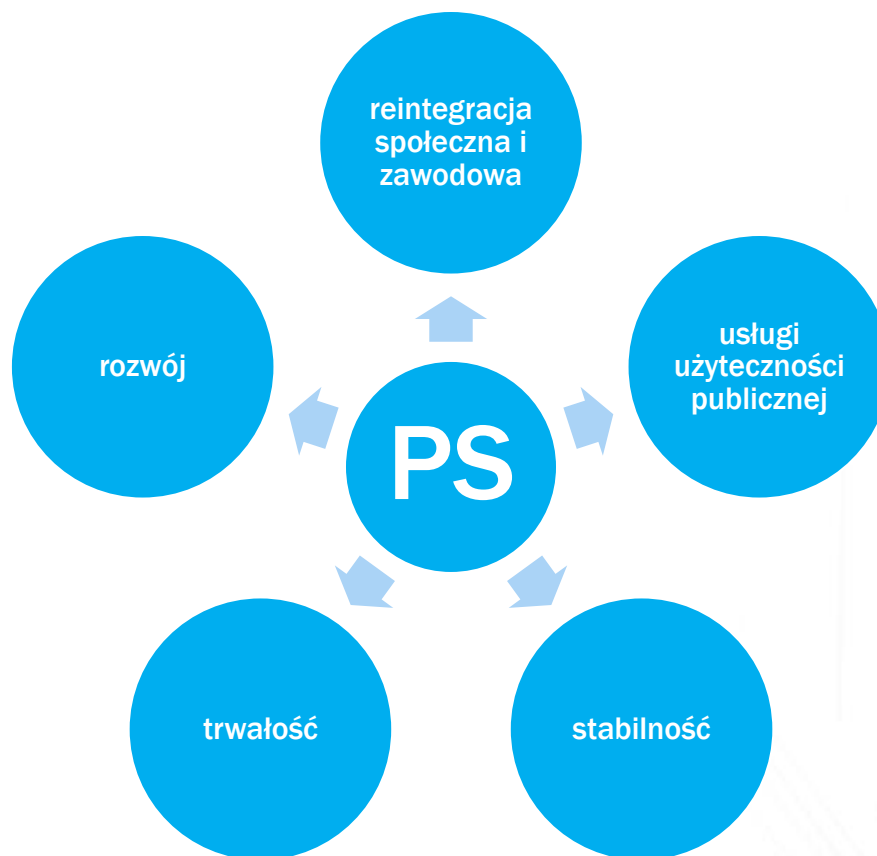 reintegracja
społeczna i
zawodowa
usługi
użyteczności
publicznej
rozwój
PS
trwałość
stabilność